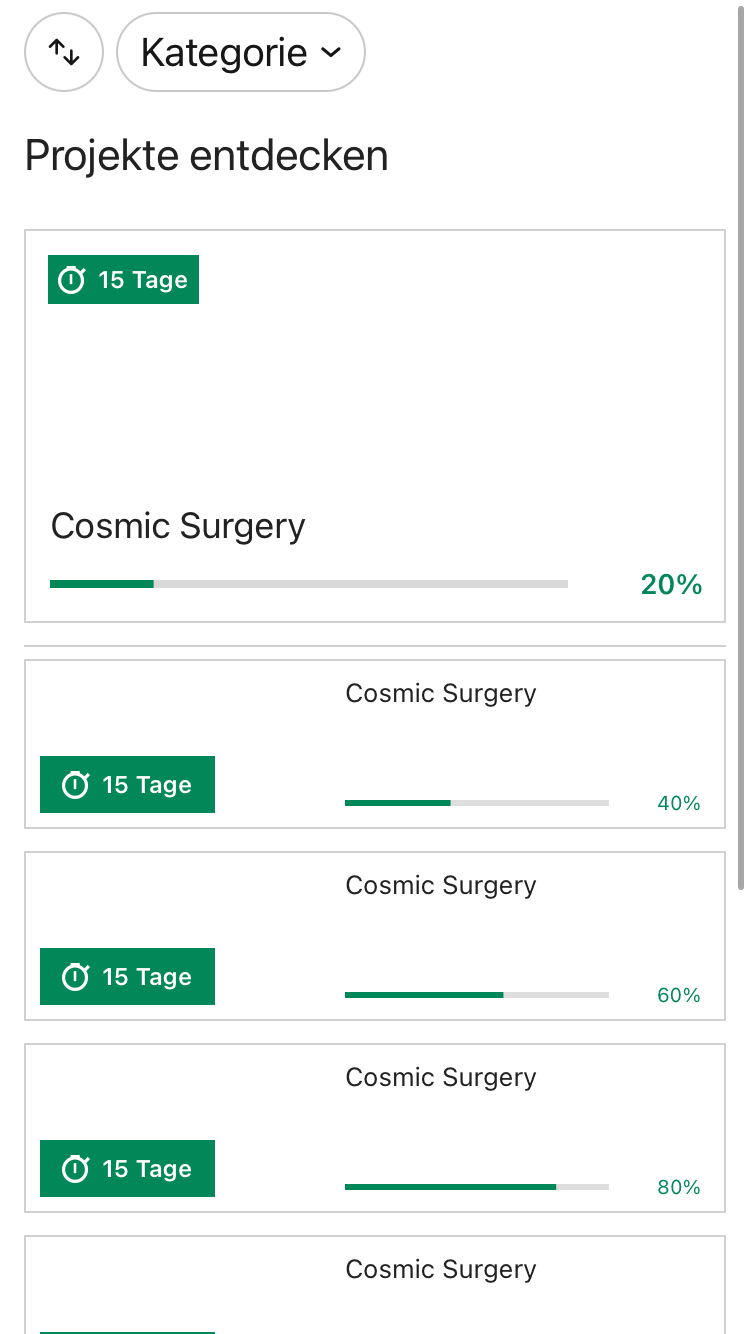 Kategorie
Projekte entdecken
15 Tage
Cosmic Surgery
20%
Cosmic Surgery
15 Tage
40%
Cosmic Surgery
15 Tage
60%
Cosmic Surgery
15 Tage
80%
Cosmic Surgery